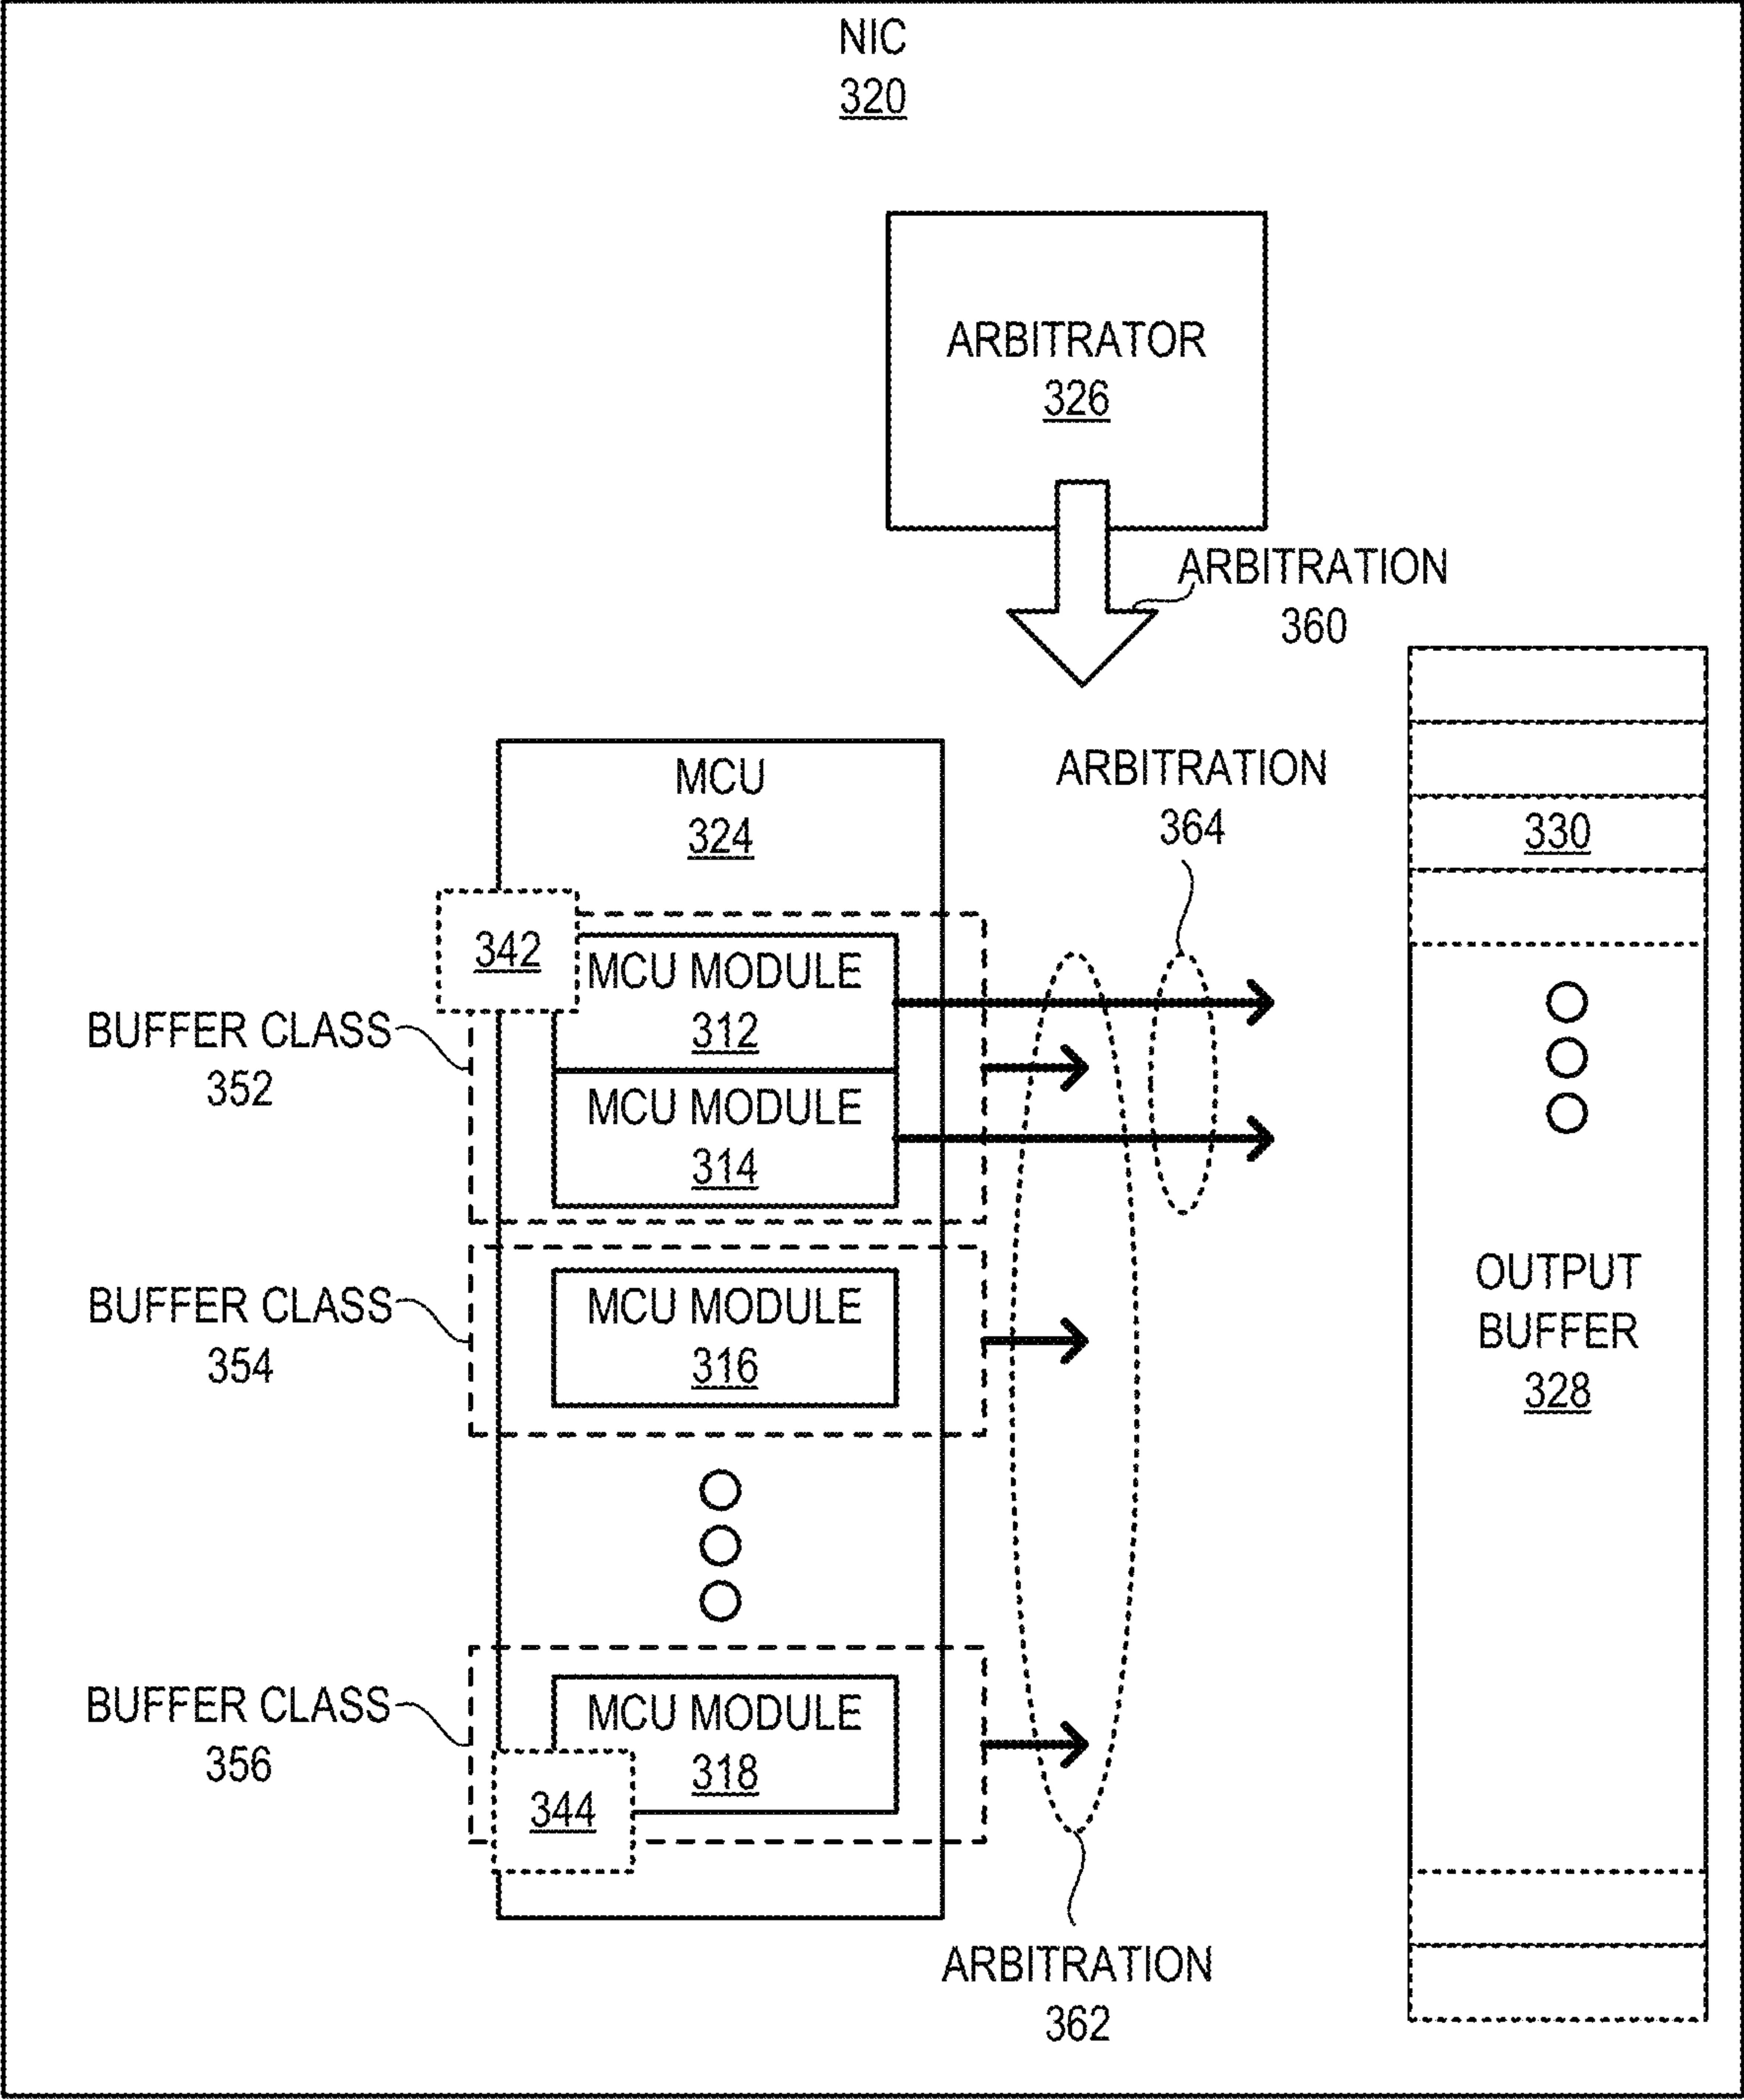 NIC
320
ARBITRATOR
326
ARBITRATION
360
MCU
324
ARBITRATION
364
330
342
MCU MODULE
312
BUFFER CLASS
352
MCU MODULE
314
BUFFER CLASS
354
MCU MODULE
316
OUTPUT
BUFFER
328
BUFFER CLASS
356
MCU MODULE
318
344
ARBITRATION
362